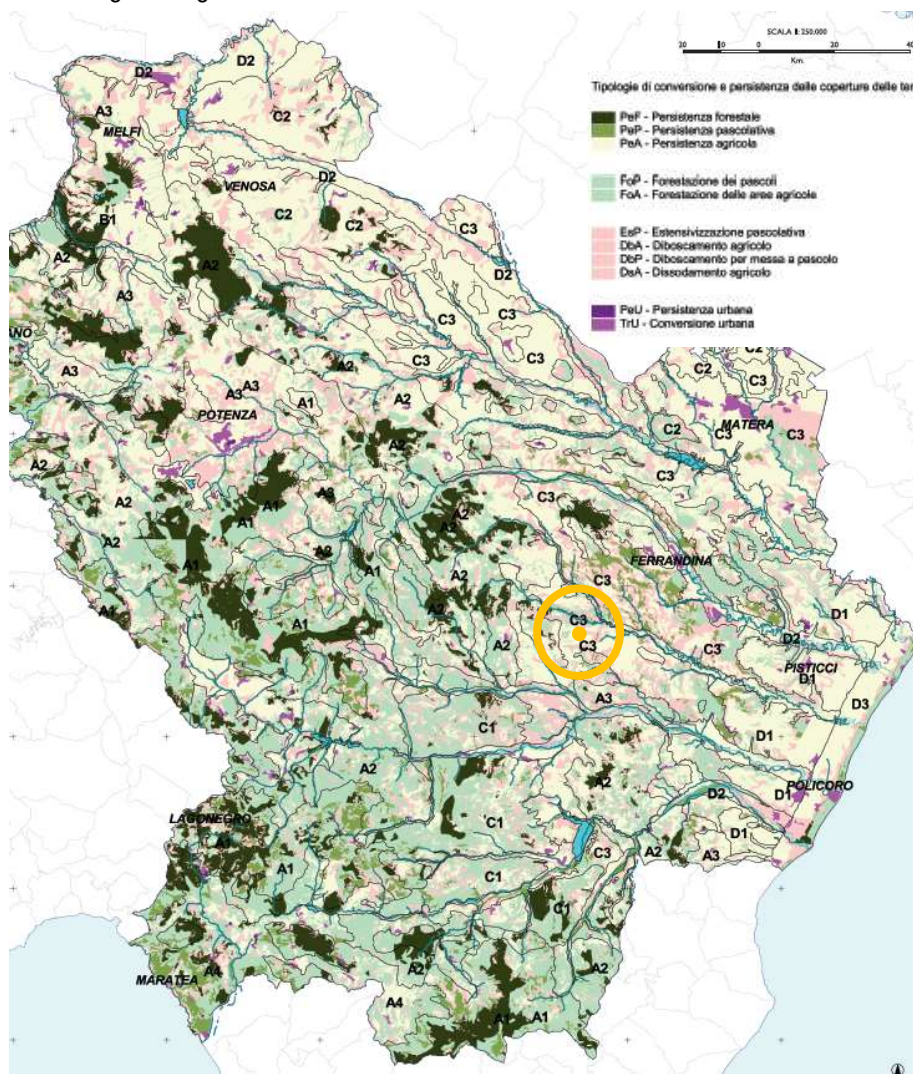 SCALA 1: 250.000
20 10 0 20 40
Km.
Tipologie di conversione e persistenza delle coperture delle ter
PeF - Persistenza forestale
PeP - Persistenza pascolativa
PeA - Persistenza agricola
FoP - Forestazione dei pascoli
FoA - Forestazione delle aree agricole
EsP - Estensivizzazione pascolativa
DbA - Diboscamento agricolo
DbP - Diboscamento per messa a pascolo
DsA - Dissodamento agricolo
PeU - Persistenza urbana
TrU - Conversione urbana
D2
D2
A3
C2
MELFI
VENOSA
D2
C2
C2
B1
C3
A2
A2
D2
A3
C3
C3
ANO
C3
C2
A3
A2
C3
C2
C3
A3
A3
A1
A2
POTENZA
MATERA
C2
C3
C3
A2
C3
A3
A1
C3
A2
A2
A2
A2
A1
A1
A2
FERRANDINA
C3
A1
A2
A1
C3
D1
C3
C3
D2
A2
PISTICCI
D1
A3
D3
C1
D1
A2
A2
POLICORO
D2
D1
LAGONEGRO
C1
A1
D1
C3
A2
A3
A1
C1
C1
MARATEA
A4
A2
A2
A4
A1
A1